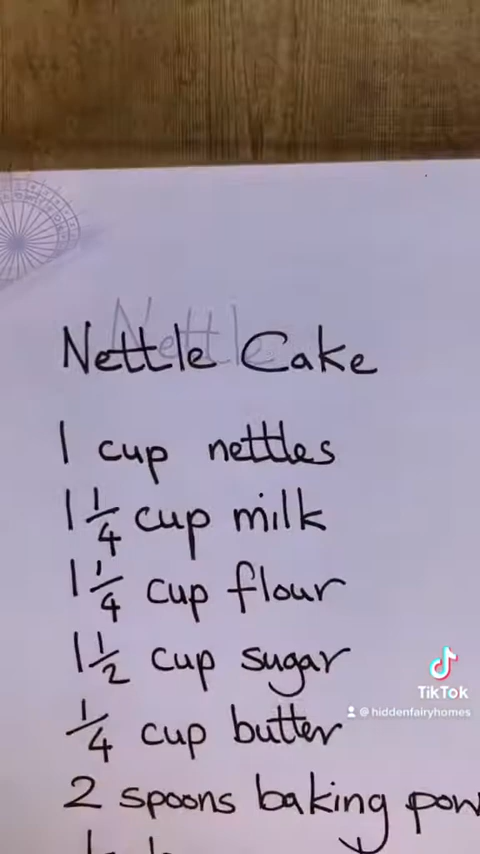 Nettle Cake
1 cup nettles
1 1/4 cup milk
1 1/4 cup flour
1 1/2 cup sugar
1/4 cup butter
2 spoons baking pow
TikTok
@hiddenfairyhomes